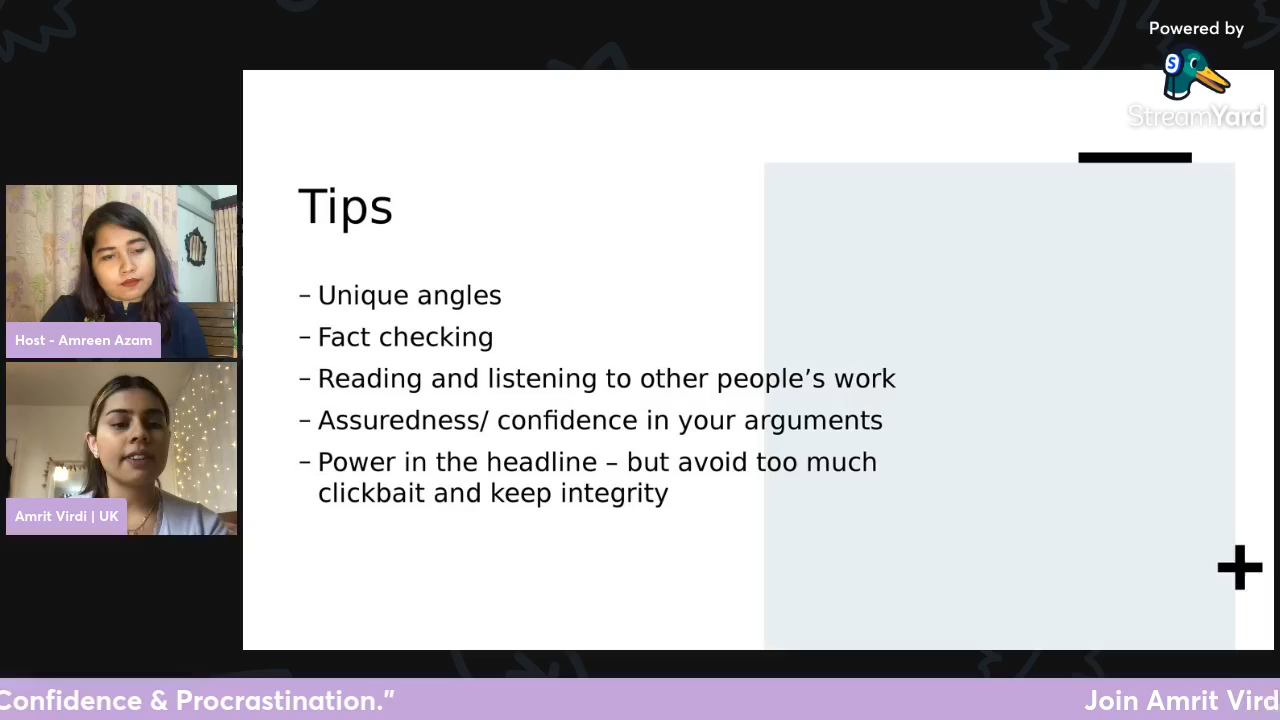 Powered by
StreamYard
Tips
– Unique angles
– Fact checking
– Reading and listening to other people’s work
– Assuredness/ confidence in your arguments
– Power in the headline – but avoid too much
clickbait and keep integrity
Host - Amreen Azam
Amrit Virdi | UK
Confidence & Procrastination.”
Join Amrit Vird